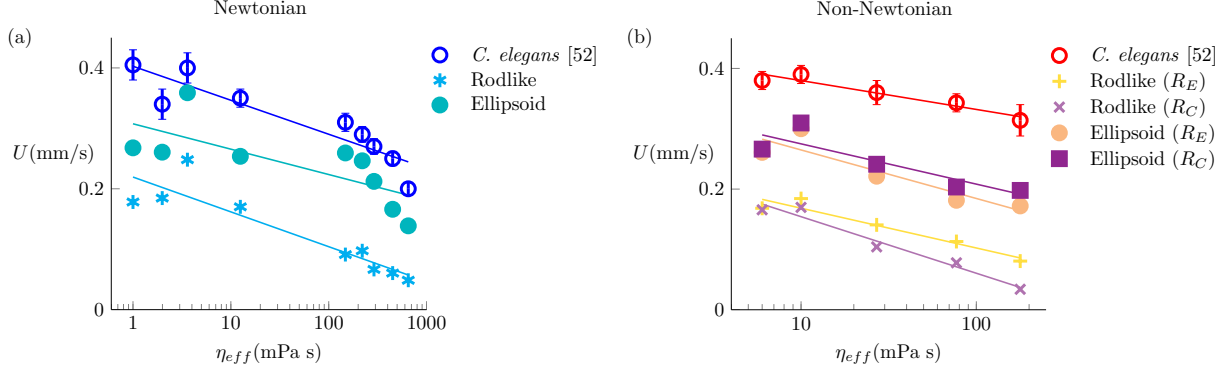 Newtonian
(a)
0.4
0.2
0
U(mm/s)
1
10
100
1000
η_eff(mPa s)
C. elegans [52]
Rodlike
Ellipsoid
Non-Newtonian
(b)
0.4
0.2
0
U(mm/s)
10
100
η_eff(mPa s)
C. elegans [52]
Rodlike (R_E)
Rodlike (R_C)
Ellipsoid (R_E)
Ellipsoid (R_C)